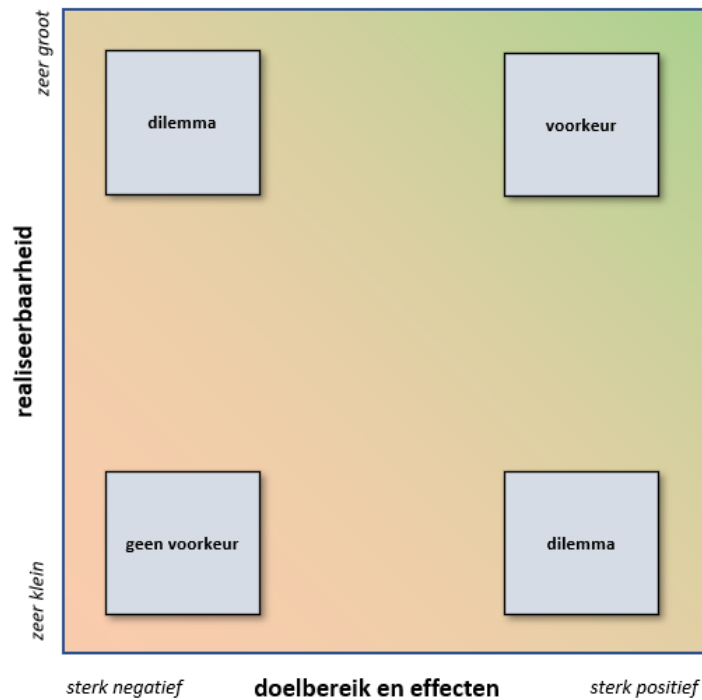 zeer groot
dilemma
voorkeur
realiseerbaarheid
geen voorkeur
dilemma
zeer klein
sterk negatief
doelbereik en effecten
sterk positief